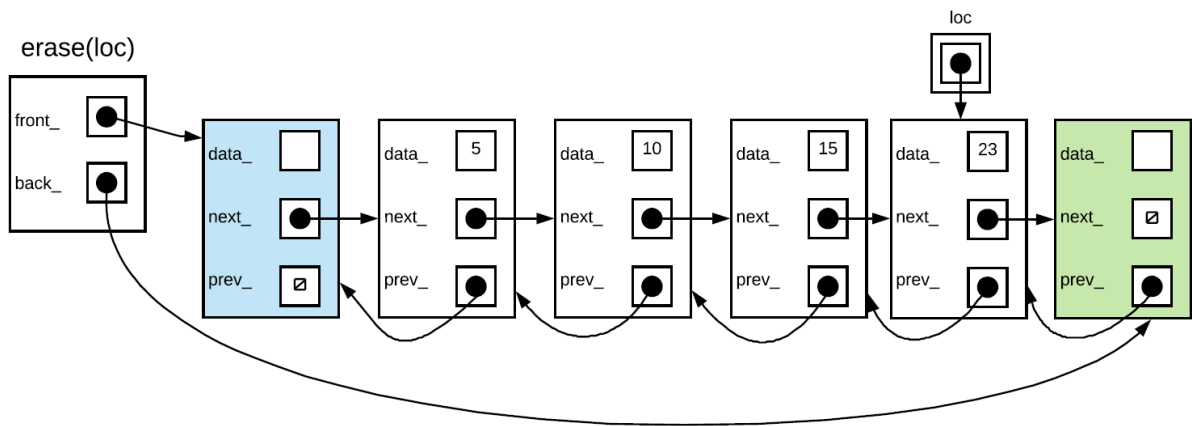 loc
erase(loc)
front_
back_
data_
next_
prev_
data_ 5
next_
prev_
data_ 10
next_
prev_
data_ 15
next_
prev_
data_ 23
next_
prev_
data_
next_
prev_